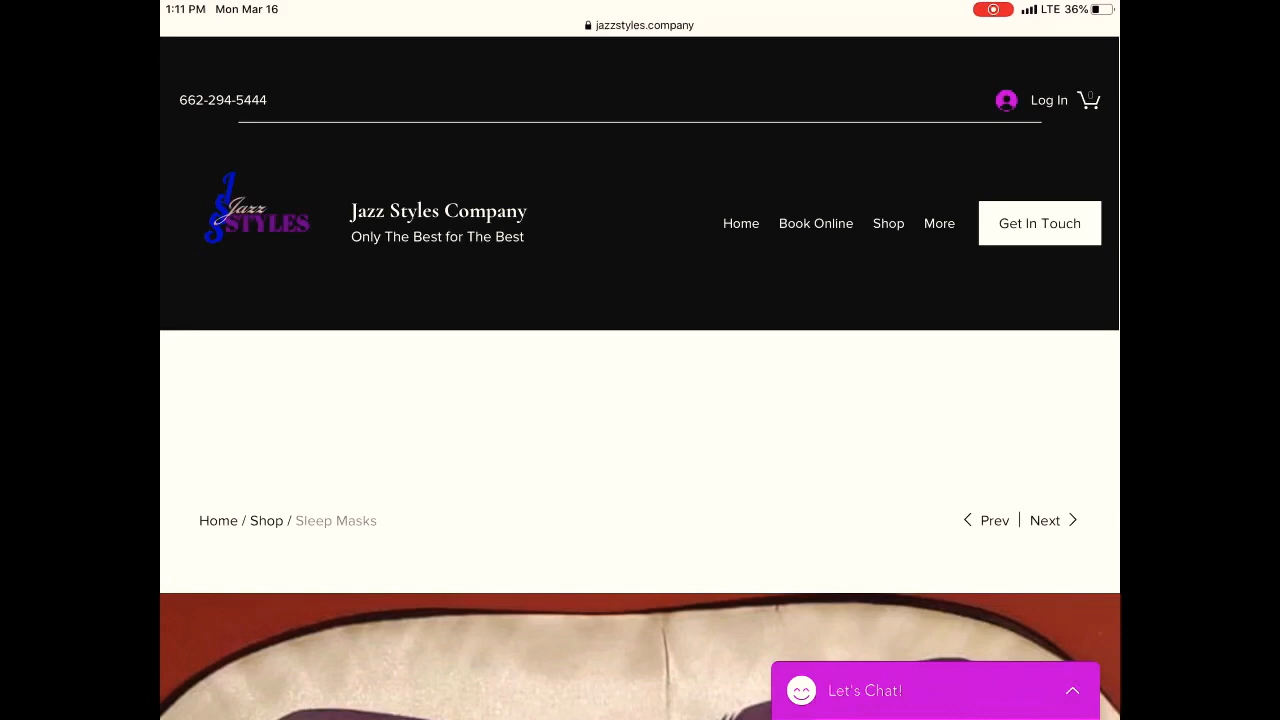 1:11 PM Mon Mar 16
LTE 36%
jazzstyles.company
662-294-5444
Log In
0
J
S
S
Jazz
STYLES
Jazz Styles Company
Only The Best for The Best
Home Book Online Shop More
Get In Touch
Home / Shop / Sleep Masks
Prev | Next
Let's Chat!